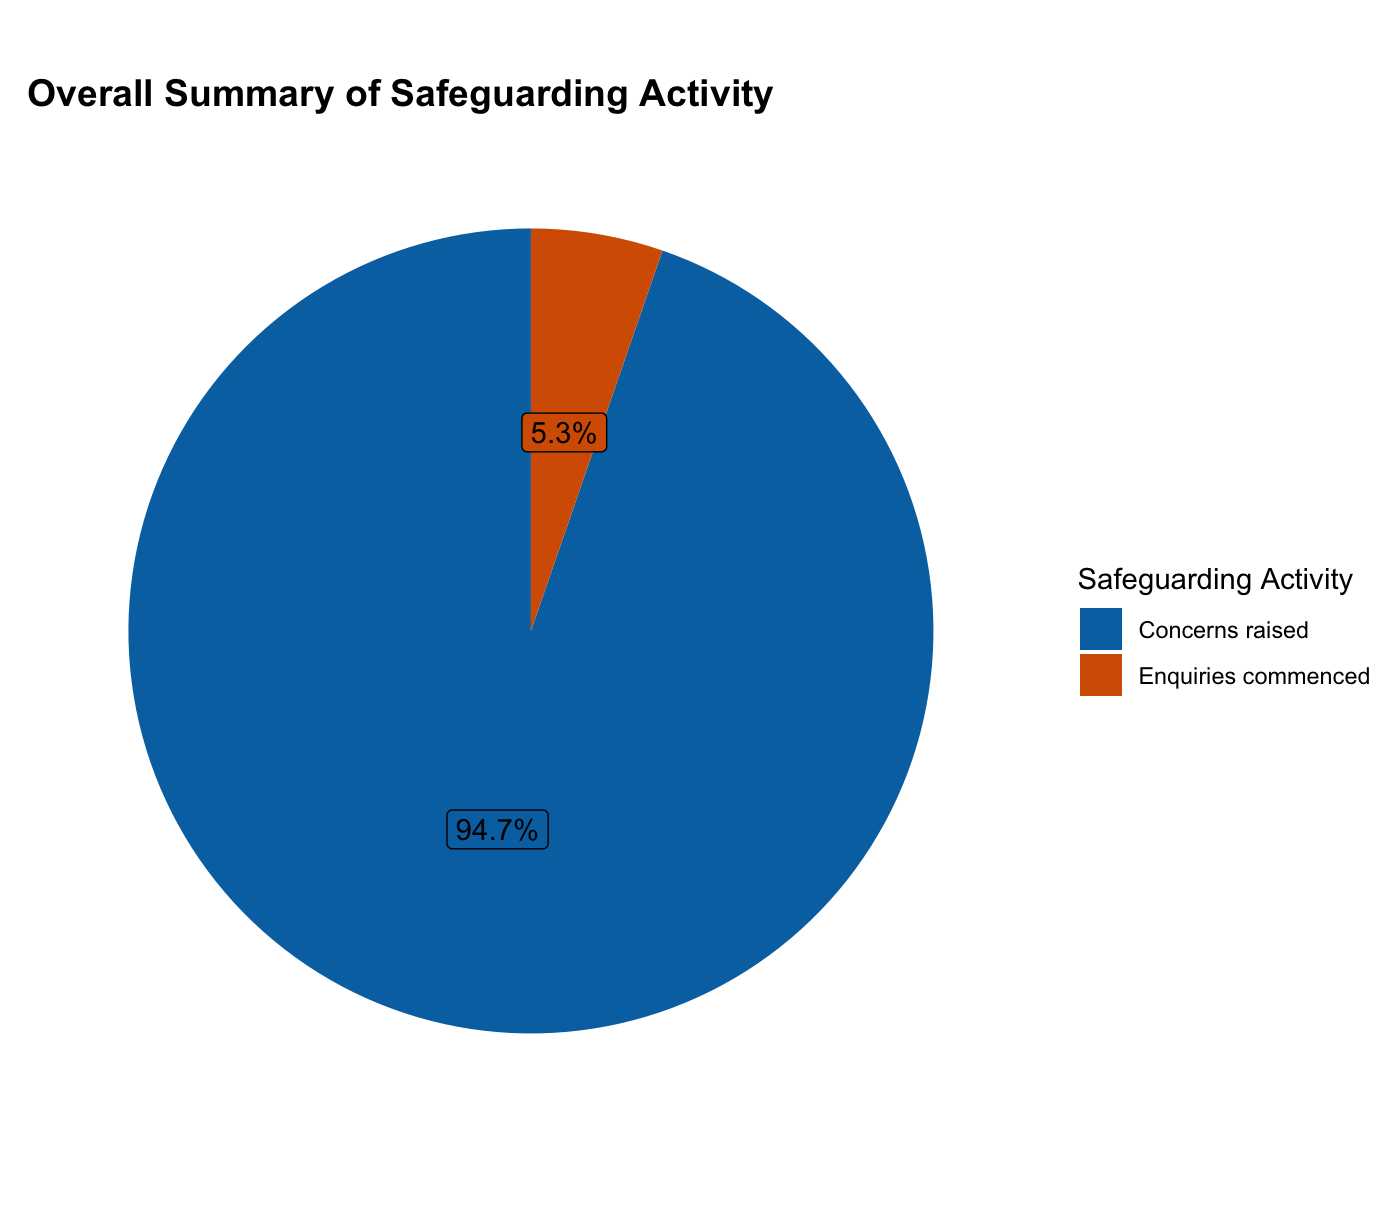 Overall Summary of Safeguarding Activity
5.3%
94.7%
Safeguarding Activity
Concerns raised
Enquiries commenced